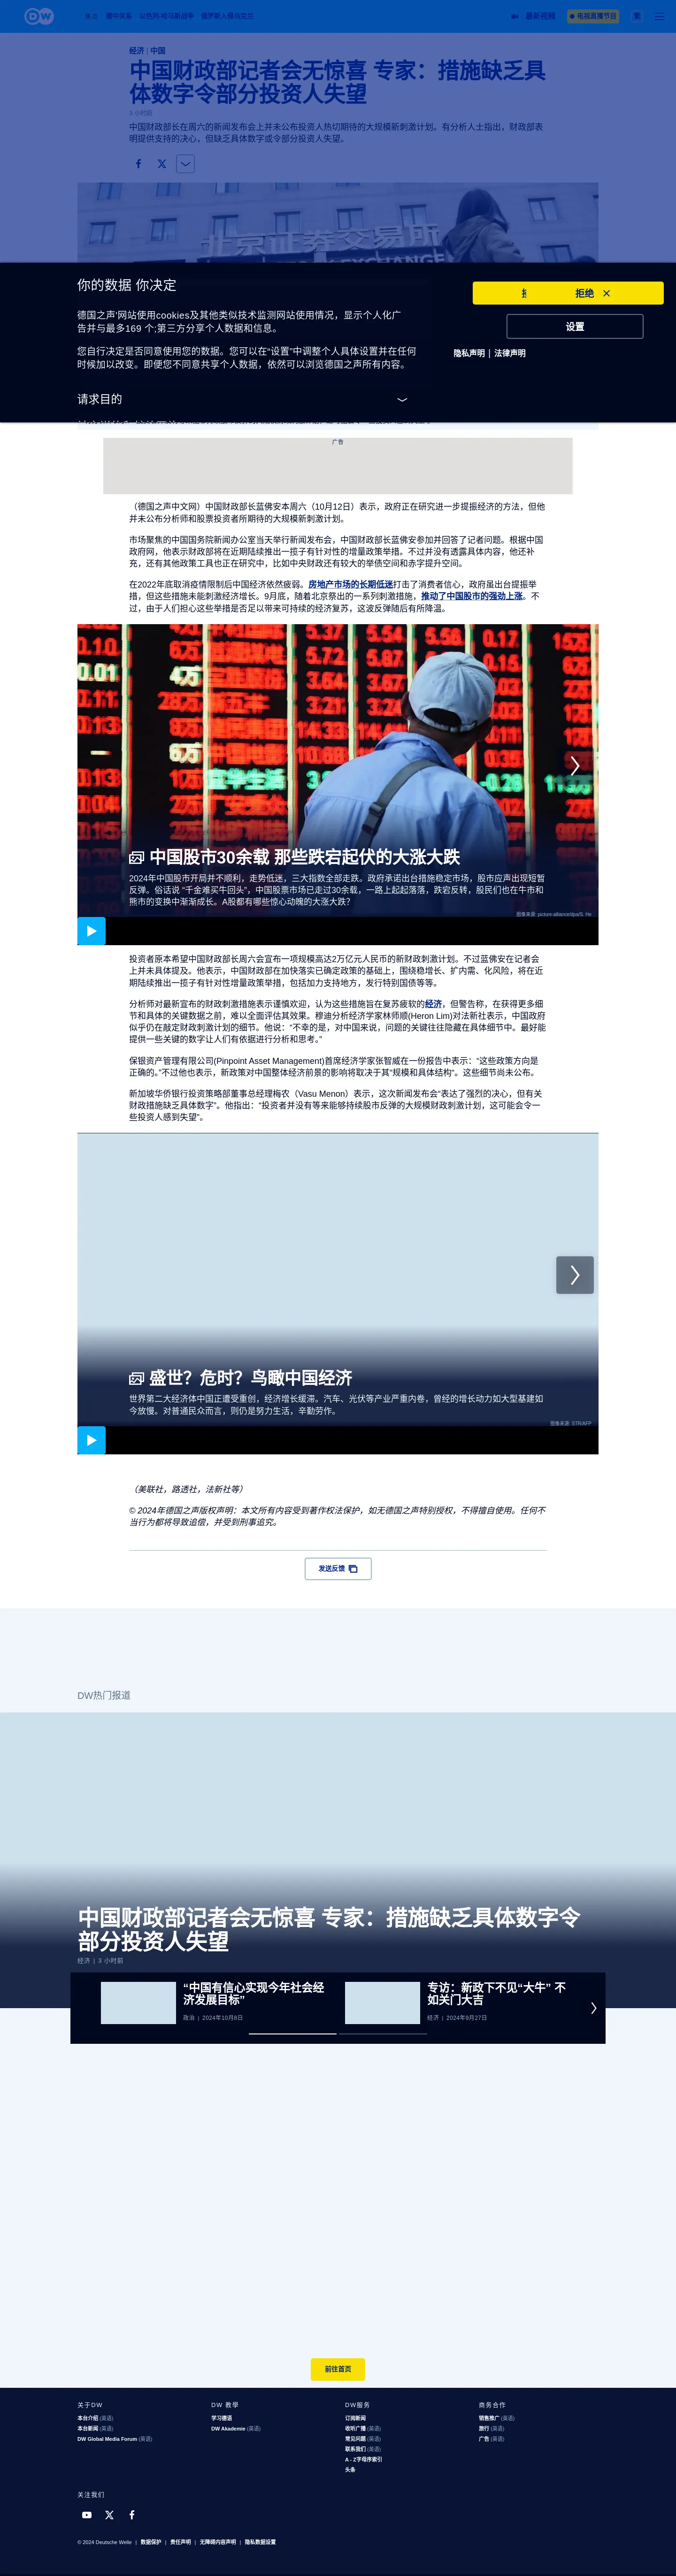 DW
焦点 德中关系 以色列-哈马斯战争 俄罗斯入侵乌克兰
最新视频
电视直播节目
繁
经济 | 中国
中国财政部记者会无惊喜 专家：措施缺乏具
体数字令部分投资人失望
3 小时前
中国财政部长在周六的新闻发布会上并未公布投资人热切期待的大规模新刺激计划。有分析人士指出，财政部表
明提供支持的决心，但缺乏具体数字或令部分投资人失望。
北京证券交易所
EXCHANGE
你的数据 你决定
德国之声'网站使用cookies及其他类似技术监测网站使用情况，显示个人化广
告并与最多169 个;第三方分享个人数据和信息。
您自行决定是否同意使用您的数据。您可以在“设置”中调整个人具体设置并在任何
时候加以改变。即便您不同意共享个人数据，依然可以浏览德国之声所有内容。
请求目的
拒绝
设置
隐私声明 | 法律声明
广告
（德国之声中文网）中国财政部长蓝佛安本周六（10月12日）表示，政府正在研究进一步提振经济的方法，但他
并未公布分析师和股票投资者所期待的大规模新刺激计划。
市场聚焦的中国国务院新闻办公室当天举行新闻发布会，中国财政部长蓝佛安参加并回答了记者问题。根据中国
政府网，他表示财政部将在近期陆续推出一揽子有针对性的增量政策举措。不过并没有透露具体内容，他还补
充，还有其他政策工具也正在研究中，比如中央财政还有较大的举债空间和赤字提升空间。
在2022年底取消疫情限制后中国经济依然疲弱。房地产市场的长期低迷打击了消费者信心，政府虽出台提振举
措，但这些措施未能刺激经济增长。9月底，随着北京祭出的一系列刺激措施，推动了中国股市的强劲上涨。不
过，由于人们担心这些举措是否足以带来可持续的经济复苏，这波反弹随后有所降温。
中国股市30余载 那些跌宕起伏的大涨大跌
2024年中国股市开局并不顺利，走势低迷，三大指数全部走跌。政府承诺出台措施稳定市场，股市应声出现短暂
反弹。俗话说 “千金难买牛回头”，中国股票市场已走过30余载，一路上起起落落，跌宕反转，股民们也在牛市和
熊市的变换中渐渐成长。A股都有哪些惊心动魄的大涨大跌?
图像来源: picture-alliance/dpa/S. He
投资者原本希望中国财政部长周六会宣布一项规模高达2万亿元人民币的新财政刺激计划。不过蓝佛安在记者会
上并未具体提及。他表示，中国财政部在加快落实已确定政策的基础上，围绕稳增长、扩内需、化风险，将在近
期陆续推出一揽子有针对性增量政策举措，包括加力支持地方，发行特别国债等等。
分析师对最新宣布的财政刺激措施表示谨慎欢迎，认为这些措施旨在复苏疲软的经济，但警告称，在获得更多细
节和具体的关键数据之前，难以全面评估其效果。穆迪分析经济学家林师顺(Heron Lim)对法新社表示，中国政府
似乎仍在敲定财政刺激计划的细节。他说：“不幸的是，对中国来说，问题的关键往往隐藏在具体细节中。最好能
提供一些关键的数字让人们有依据进行分析和思考。”
保银资产管理有限公司(Pinpoint Asset Management)首席经济学家张智威在一份报告中表示：“这些政策方向是
正确的。”不过他也表示，新政策对中国整体经济前景的影响将取决于其“规模和具体结构”。这些细节尚未公布。
新加坡华侨银行投资策略部董事总经理梅农（Vasu Menon）表示，这次新闻发布会“表达了强烈的决心，但有关
财政措施缺乏具体数字”。他指出：“投资者并没有等来能够持续股市反弹的大规模财政刺激计划，这可能会令一
些投资人感到失望”。
盛世？危时？鸟瞰中国经济
世界第二大经济体中国正遭受重创，经济增长缓滞。汽车、光伏等产业严重内卷，曾经的增长动力如大型基建如
今放慢。对普通民众而言，则仍是努力生活，辛勤劳作。
图像来源: STR/AFP
（美联社，路透社，法新社等）
© 2024年德国之声版权声明：本文所有内容受到著作权法保护，如无德国之声特别授权，不得擅自使用。任何不
当行为都将导致追偿，并受到刑事追究。
发送反馈
DW热门报道
中国财政部记者会无惊喜 专家：措施缺乏具体数字令
部分投资人失望
经济 | 3 小时前
“中国有信心实现今年社会经
济发展目标”
政治 | 2024年10月8日
专访：新政下不见“大牛” 不
如关门大吉
经济 | 2024年9月27日
前往首页
关于DW
本台介绍 (英语)
本台新闻 (英语)
DW Global Media Forum (英语)
DW 教學
学习德语
DW Akademie (英语)
DW服务
订阅新闻
收听广播 (英语)
常见问题 (英语)
联系我们 (英语)
A - Z字母序索引
头条
商务合作
销售推广 (英语)
旅行 (英语)
广告 (英语)
关注我们
© 2024 Deutsche Welle | 数据保护 | 责任声明 | 无障碍内容声明 | 隐私数据设置